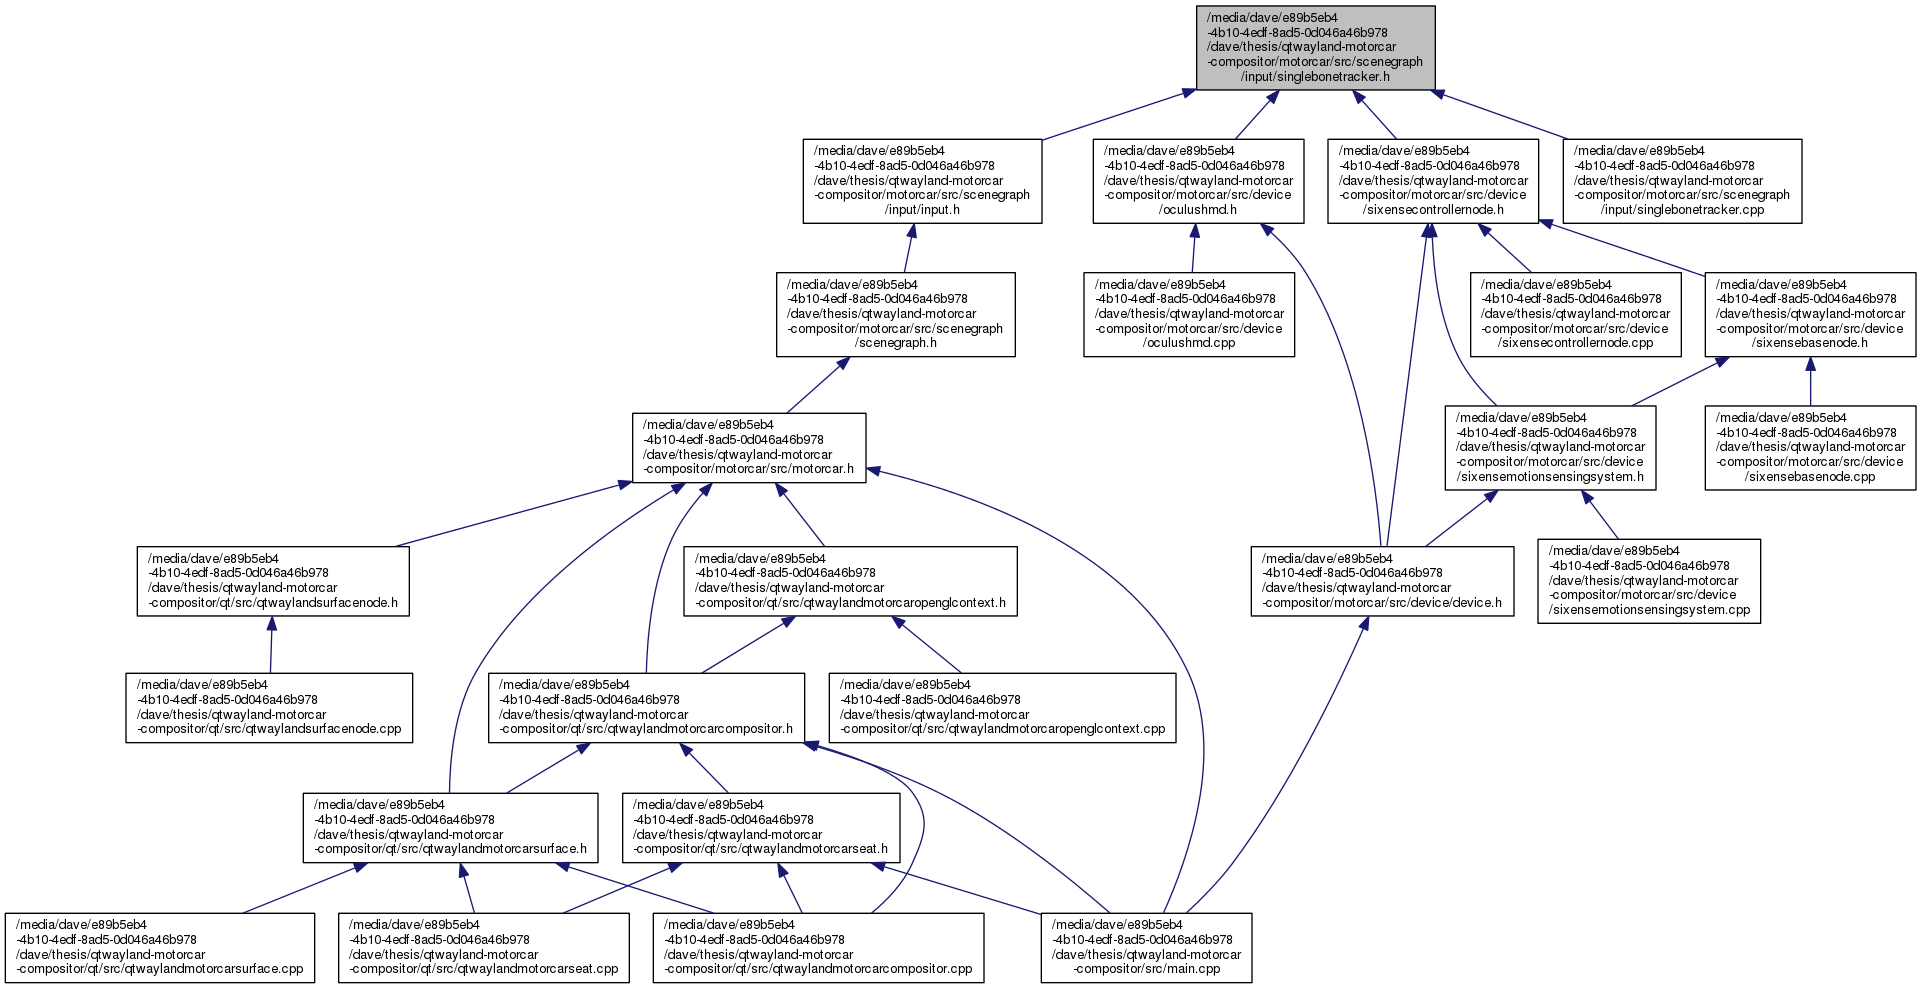 /media/dave/e89b5eb4
-4b10-4edf-8ad5-0d046a46b978
/dave/thesis/qtwayland-motorcar
-compositor/motorcar/src/scenegraph
/input/singlebonetracker.h
/media/dave/e89b5eb4
-4b10-4edf-8ad5-0d046a46b978
/dave/thesis/qtwayland-motorcar
-compositor/motorcar/src/scenegraph
/input/input.h
/media/dave/e89b5eb4
-4b10-4edf-8ad5-0d046a46b978
/dave/thesis/qtwayland-motorcar
-compositor/motorcar/src/device
/oculushmd.h
/media/dave/e89b5eb4
-4b10-4edf-8ad5-0d046a46b978
/dave/thesis/qtwayland-motorcar
-compositor/motorcar/src/device
/sixensecontrollernode.h
/media/dave/e89b5eb4
-4b10-4edf-8ad5-0d046a46b978
/dave/thesis/qtwayland-motorcar
-compositor/motorcar/src/scenegraph
/input/singlebonetracker.cpp
/media/dave/e89b5eb4
-4b10-4edf-8ad5-0d046a46b978
/dave/thesis/qtwayland-motorcar
-compositor/motorcar/src/scenegraph
/scenegraph.h
/media/dave/e89b5eb4
-4b10-4edf-8ad5-0d046a46b978
/dave/thesis/qtwayland-motorcar
-compositor/motorcar/src/device
/oculushmd.cpp
/media/dave/e89b5eb4
-4b10-4edf-8ad5-0d046a46b978
/dave/thesis/qtwayland-motorcar
-compositor/motorcar/src/device
/sixensecontrollernode.cpp
/media/dave/e89b5eb4
-4b10-4edf-8ad5-0d046a46b978
/dave/thesis/qtwayland-motorcar
-compositor/motorcar/src/device
/sixensebasenode.h
/media/dave/e89b5eb4
-4b10-4edf-8ad5-0d046a46b978
/dave/thesis/qtwayland-motorcar
-compositor/motorcar/src/motorcar.h
/media/dave/e89b5eb4
-4b10-4edf-8ad5-0d046a46b978
/dave/thesis/qtwayland-motorcar
-compositor/motorcar/src/device
/sixensemotionsensingsystem.h
/media/dave/e89b5eb4
-4b10-4edf-8ad5-0d046a46b978
/dave/thesis/qtwayland-motorcar
-compositor/motorcar/src/device
/sixensebasenode.cpp
/media/dave/e89b5eb4
-4b10-4edf-8ad5-0d046a46b978
/dave/thesis/qtwayland-motorcar
-compositor/qt/src/qtwaylandsurfacenode.h
/media/dave/e89b5eb4
-4b10-4edf-8ad5-0d046a46b978
/dave/thesis/qtwayland-motorcar
-compositor/qt/src/qtwaylandmotorcaropenglcontext.h
/media/dave/e89b5eb4
-4b10-4edf-8ad5-0d046a46b978
/dave/thesis/qtwayland-motorcar
-compositor/motorcar/src/device/device.h
/media/dave/e89b5eb4
-4b10-4edf-8ad5-0d046a46b978
/dave/thesis/qtwayland-motorcar
-compositor/motorcar/src/device
/sixensemotionsensingsystem.cpp
/media/dave/e89b5eb4
-4b10-4edf-8ad5-0d046a46b978
/dave/thesis/qtwayland-motorcar
-compositor/qt/src/qtwaylandsurfacenode.cpp
/media/dave/e89b5eb4
-4b10-4edf-8ad5-0d046a46b978
/dave/thesis/qtwayland-motorcar
-compositor/qt/src/qtwaylandmotorcarcompositor.h
/media/dave/e89b5eb4
-4b10-4edf-8ad5-0d046a46b978
/dave/thesis/qtwayland-motorcar
-compositor/qt/src/qtwaylandmotorcaropenglcontext.cpp
/media/dave/e89b5eb4
-4b10-4edf-8ad5-0d046a46b978
/dave/thesis/qtwayland-motorcar
-compositor/qt/src/qtwaylandmotorcarsurface.h
/media/dave/e89b5eb4
-4b10-4edf-8ad5-0d046a46b978
/dave/thesis/qtwayland-motorcar
-compositor/qt/src/qtwaylandmotorcarseat.h
/media/dave/e89b5eb4
-4b10-4edf-8ad5-0d046a46b978
/dave/thesis/qtwayland-motorcar
-compositor/qt/src/qtwaylandmotorcarsurface.cpp
/media/dave/e89b5eb4
-4b10-4edf-8ad5-0d046a46b978
/dave/thesis/qtwayland-motorcar
-compositor/qt/src/qtwaylandmotorcarseat.cpp
/media/dave/e89b5eb4
-4b10-4edf-8ad5-0d046a46b978
/dave/thesis/qtwayland-motorcar
-compositor/qt/src/qtwaylandmotorcarcompositor.cpp
/media/dave/e89b5eb4
-4b10-4edf-8ad5-0d046a46b978
/dave/thesis/qtwayland-motorcar
-compositor/src/main.cpp